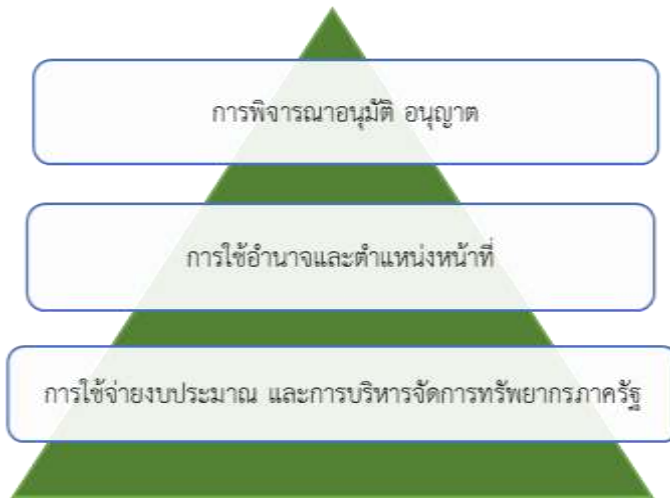 การพิจารณาอนุมัติ อนุญาต
การใช้อำนาจและตำแหน่งหน้าที่
การใช้จ่ายงบประมาณ และการบริหารจัดการทรัพยากรภาครัฐ